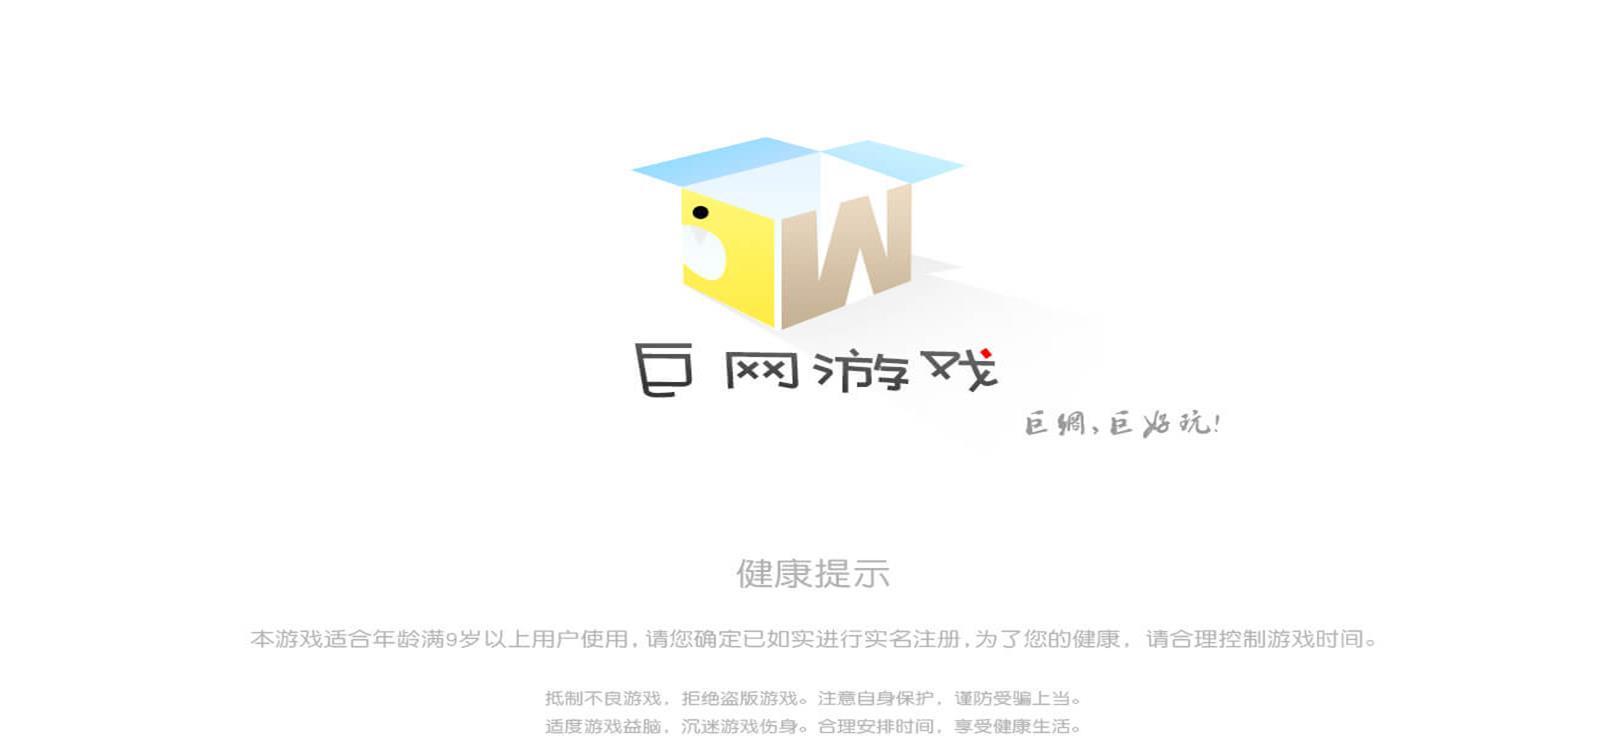 W
巨网游戏
巨網,巨好玩!
健康提示
本游戏适合年龄满9岁以上用户使用,请您确定已如实进行实名注册,为了您的健康，请合理控制游戏时间。
抵制不良游戏，拒绝盗版游戏。注意自身保护，谨防受骗上当。
适度游戏益脑，沉迷游戏伤身。合理安排时间，享受健康生活。